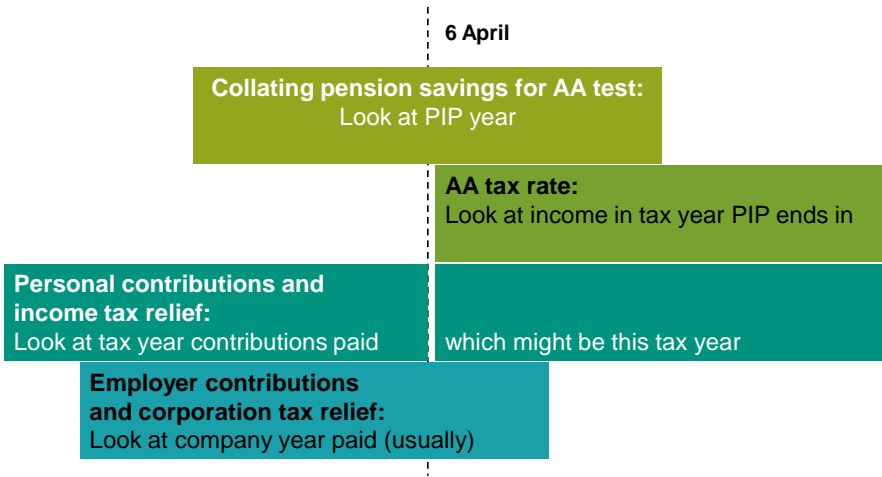 6 April
Collating pension savings for AA test:
Look at PIP year
AA tax rate:
Look at income in tax year PIP ends in
Personal contributions and
income tax relief:
Look at tax year contributions paid
which might be this tax year
Employer contributions
and corporation tax relief:
Look at company year paid (usually)